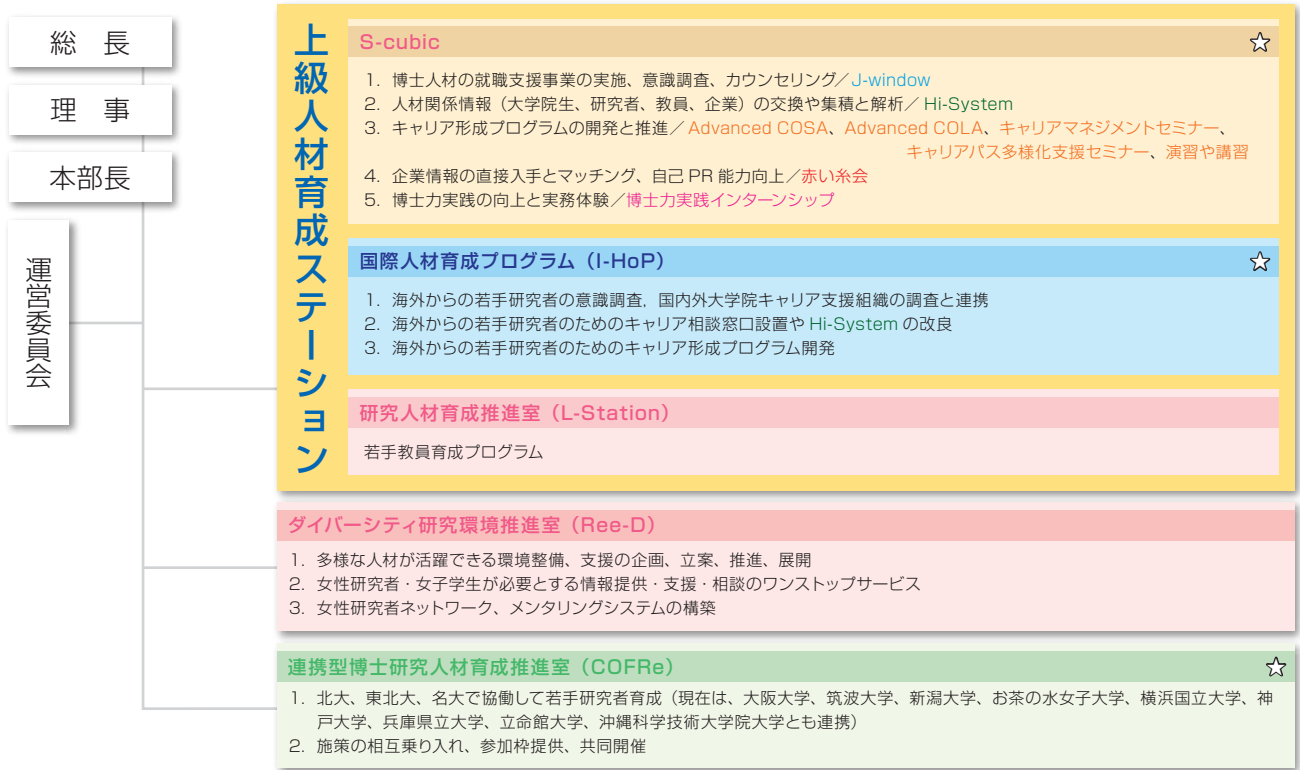 総 長
理 事
本部長
運営委員会
上級人材育成ステーション
S-cubic ☆
1. 博士人材の就職支援事業の実施、意識調査、カウンセリング/J-window
2. 人材関係情報(大学院生、研究者、教員、企業)の交換や集積と解析/ Hi-System
3. キャリア形成プログラムの開発と推進/ Advanced COSA、Advanced COLA、キャリアマネジメントセミナー、
キャリアパス多様化支援セミナー、演習や講習
4. 企業情報の直接入手とマッチング、自己 PR 能力向上/赤い糸会
5. 博士力実践の向上と実務体験/博士力実践インターンシップ
国際人材育成プログラム(I-HoP) ☆
1. 海外からの若手研究者の意識調査，国内外大学院キャリア支援組織の調査と連携
2. 海外からの若手研究者のためのキャリア相談窓口設置や Hi-System の改良
3. 海外からの若手研究者のためのキャリア形成プログラム開発
研究人材育成推進室(L-Station)
若手教員育成プログラム
ダイバーシティ研究環境推進室(Ree-D)
1. 多様な人材が活躍できる環境整備、支援の企画、立案、推進、展開
2. 女性研究者・女子学生が必要とする情報提供・支援・相談のワンストップサービス
3. 女性研究者ネットワーク、メンタリングシステムの構築
連携型博士研究人材育成推進室(COFRe) ☆
1. 北大、東北大、名大で協働して若手研究者育成(現在は、大阪大学、筑波大学、新潟大学、お茶の水女子大学、横浜国立大学、神
戸大学、兵庫県立大学、立命館大学、沖縄科学技術大学院大学とも連携)
2. 施策の相互乗り入れ、参加枠提供、共同開催